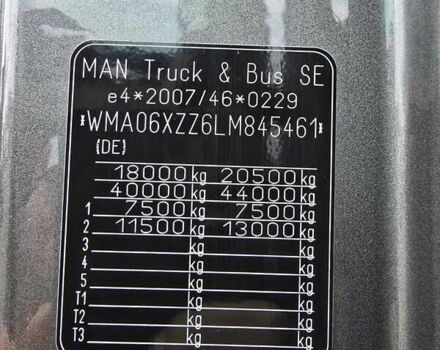 MAN Truck & Bus SE
e4*2007/46*0229
*WMA06XZZ6LM845461*
{DE}
18000kg 20500kg
40000kg 44000kg
1 7500kg 7500kg
2 11500kg 13000kg
3 kg kg
4 kg kg
5 kg kg
T1 kg kg
T2 kg kg
T3 kg kg